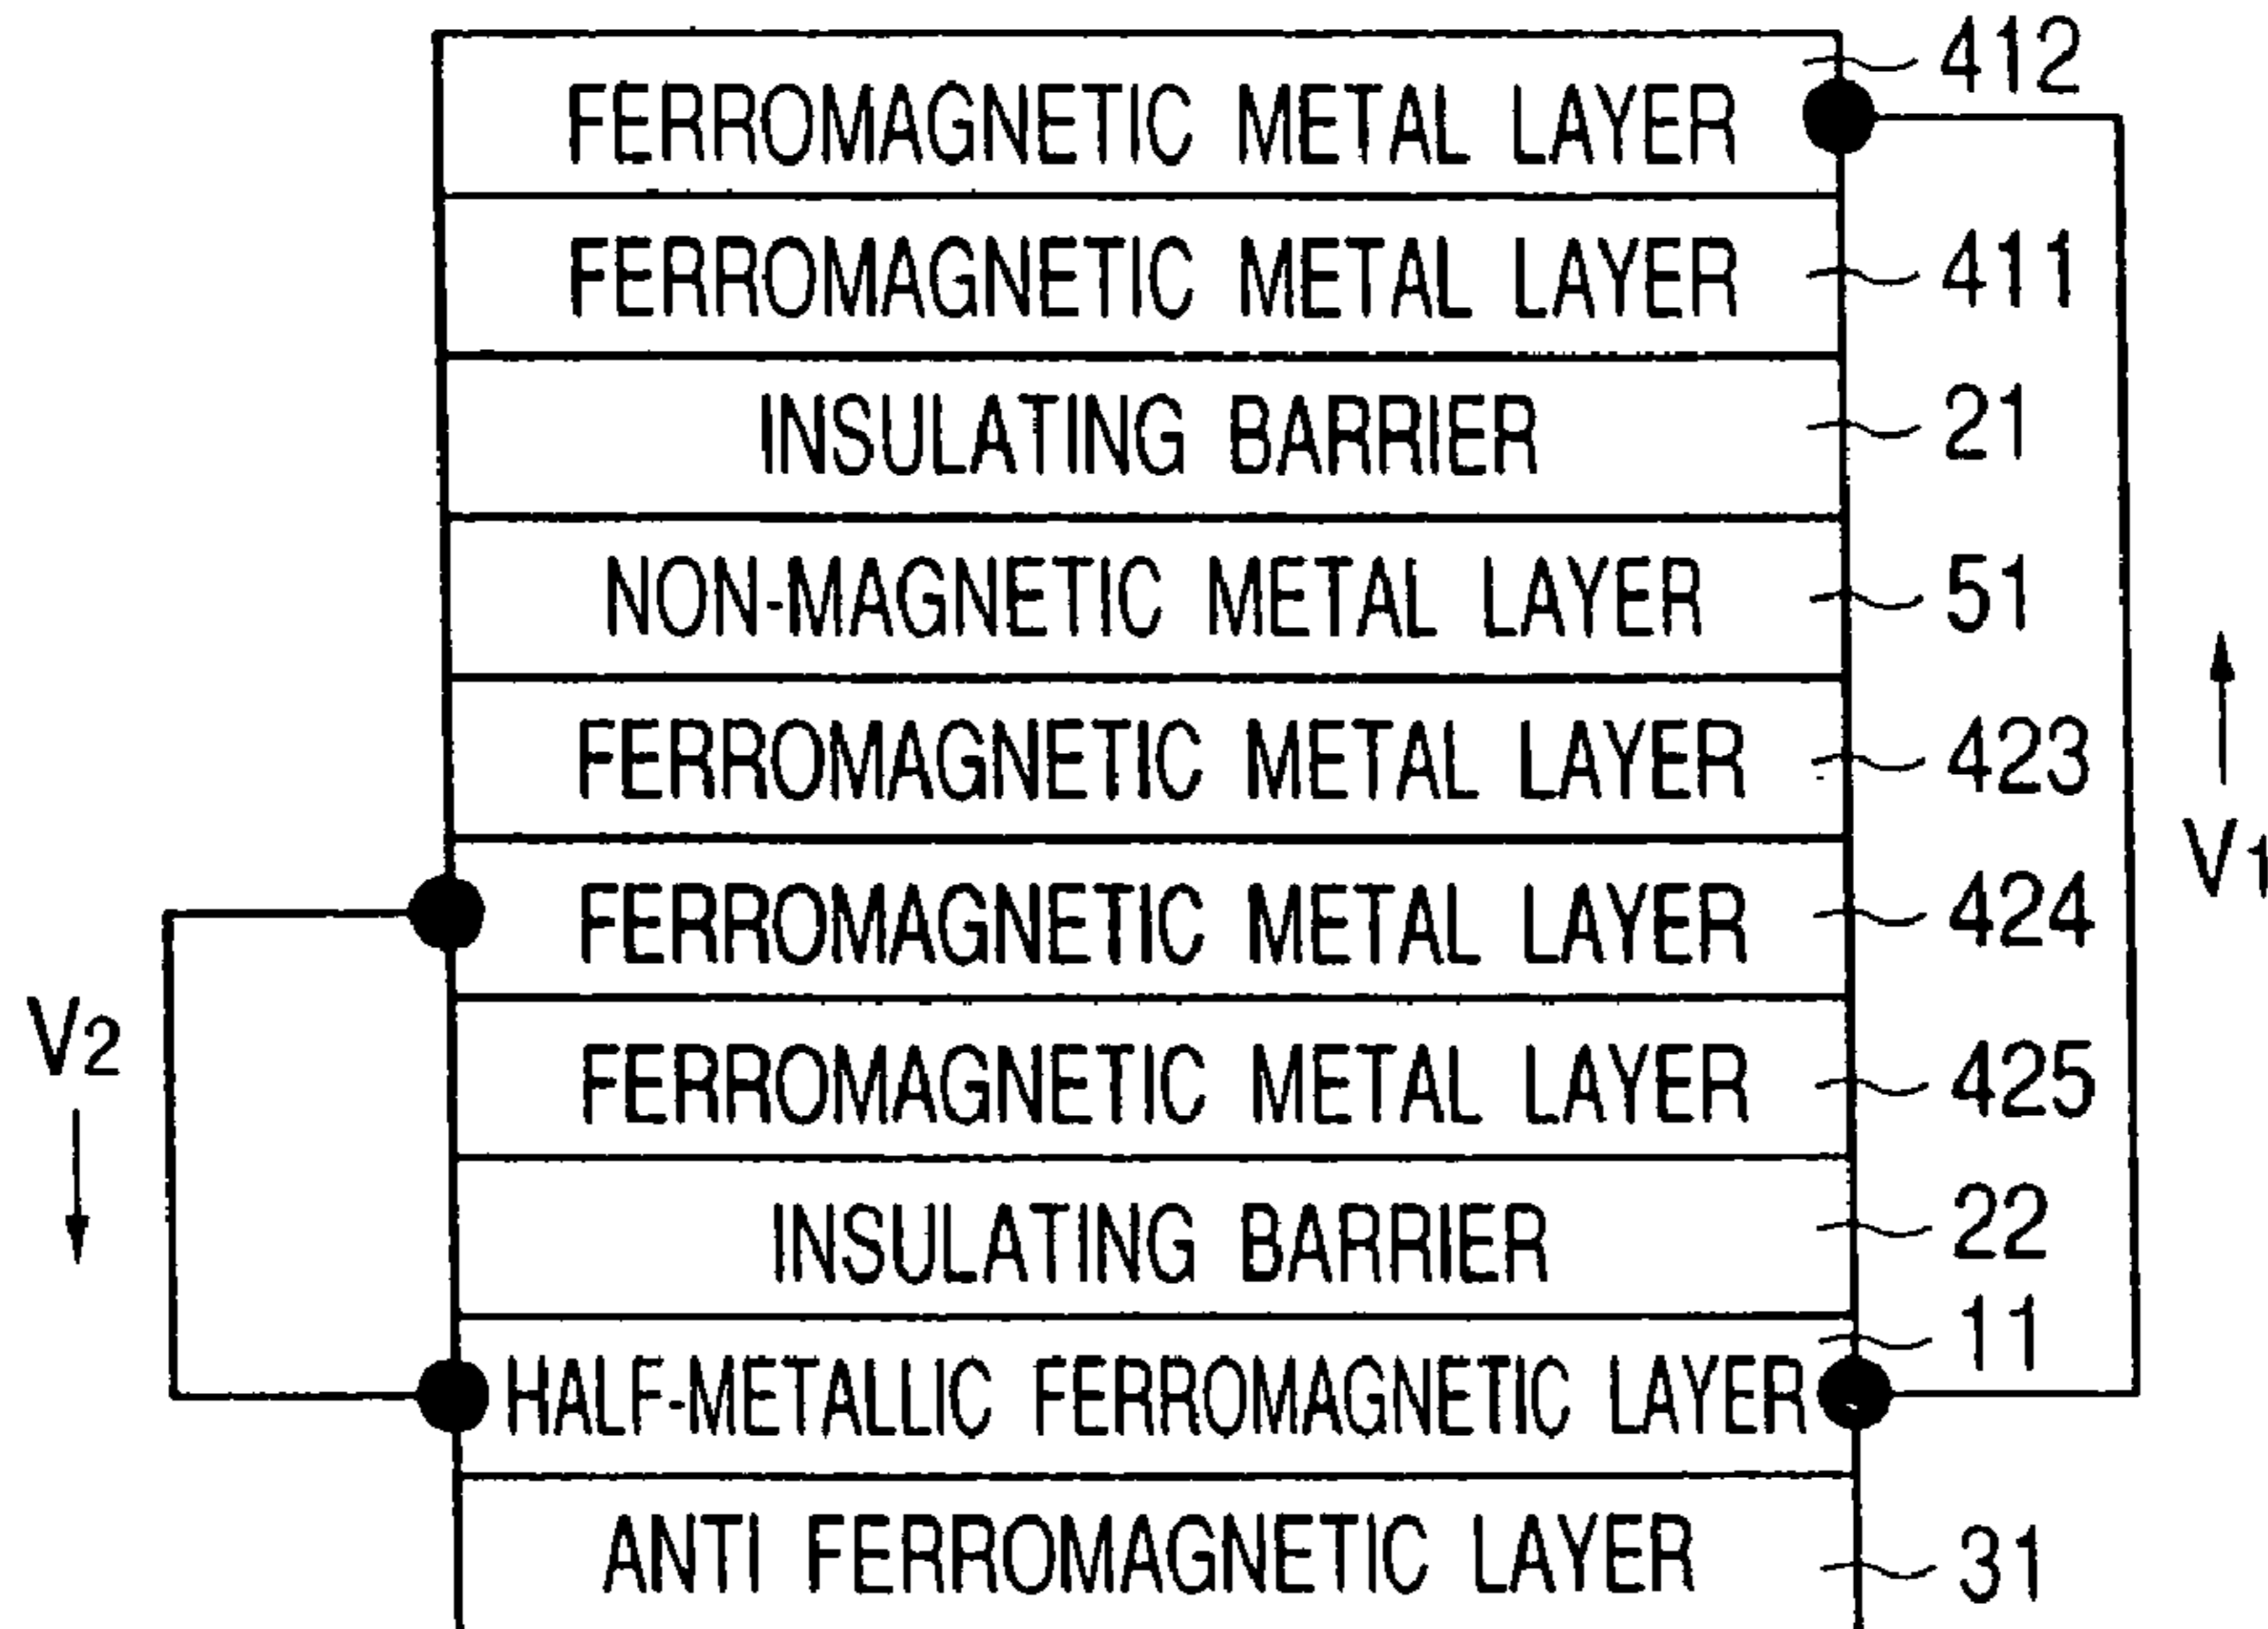 FERROMAGNETIC METAL LAYER 412
FERROMAGNETIC METAL LAYER 411
INSULATING BARRIER 21
NON-MAGNETIC METAL LAYER 51
FERROMAGNETIC METAL LAYER 423
V1
FERROMAGNETIC METAL LAYER 424
V2
FERROMAGNETIC METAL LAYER 425
INSULATING BARRIER 22
HALF-METALLIC FERROMAGNETIC LAYER 11
ANTI FERROMAGNETIC LAYER 31